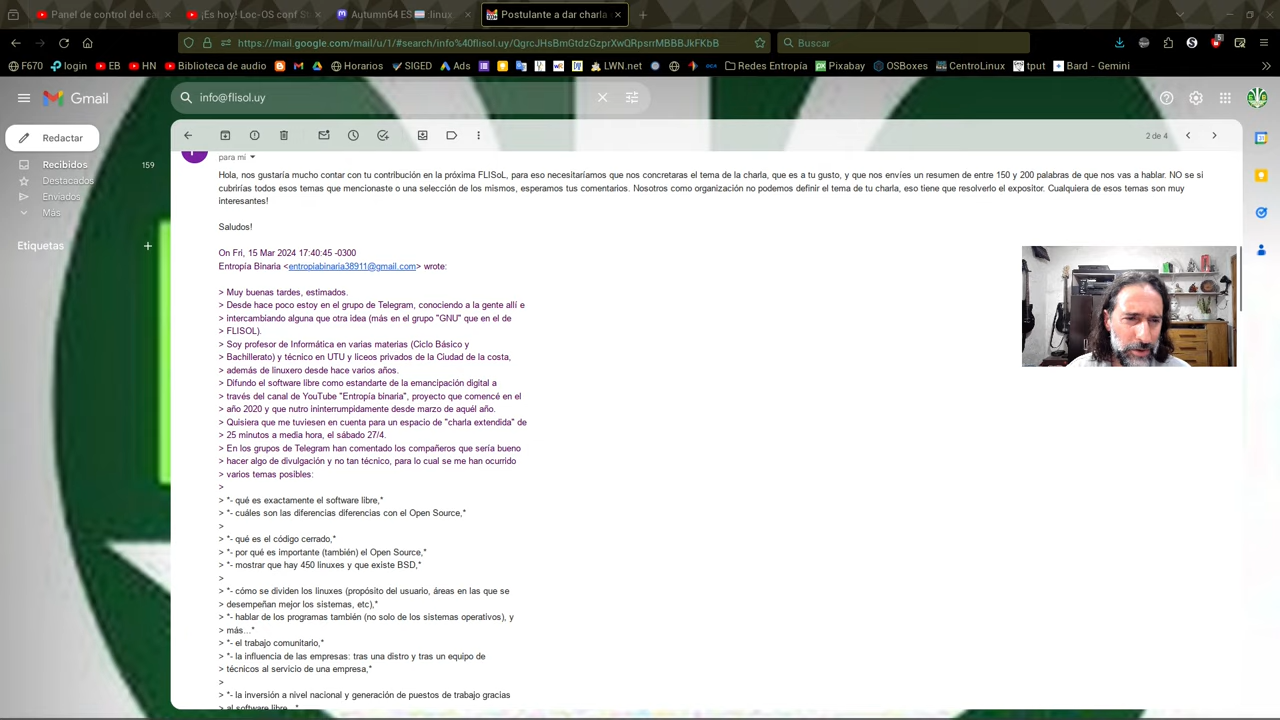 Panel de control del ca
¡Es hoy! Loc-OS conf S
Autumn64 ES :linux:
Postulante a dar charla
https://mail.google.com/mail/u/1/#search/info%40flisol.uy/QgrcJHsBmGtdzGzprXwQRpsrrMBBBJkFKbB
Buscar
5
F670
login
EB
HN
Biblioteca de audio
Horarios
SIGED
Ads
LWN.net
Redes Entropía
Pixabay
OSBoxes
CentroLinux
tput
Bard - Gemini
Gmail
info@flisol.uy
Redactar
2 de 4
Recibidos
159
Destacados
Enviados
Más
Etiquetas
para mí
Hola, nos gustaría mucho contar con tu contribución en la próxima FLISoL, para eso necesitaríamos que nos concretaras el tema de la charla, que es a tu gusto, y que nos envíes un resumen de entre 150 y 200 palabras de que nos vas a hablar. NO se si
cubrirías todos esos temas que mencionaste o una selección de los mismos, esperamos tus comentarios. Nosotros como organización no podemos definir el tema de tu charla, eso tiene que resolverlo el expositor. Cualquiera de esos temas son muy
interesantes!
Saludos!
On Fri, 15 Mar 2024 17:40:45 -0300
Entropía Binaria <entropiabinaria38911@gmail.com> wrote:
> Muy buenas tardes, estimados.
> Desde hace poco estoy en el grupo de Telegram, conociendo a la gente allí e
> intercambiando alguna que otra idea (más en el grupo "GNU" que en el de
> FLISOL).
> Soy profesor de Informática en varias materias (Ciclo Básico y
> Bachillerato) y técnico en UTU y liceos privados de la Ciudad de la costa,
> además de linuxero desde hace varios años.
> Difundo el software libre como estandarte de la emancipación digital a
> través del canal de YouTube "Entropía binaria", proyecto que comencé en el
> año 2020 y que nutro ininterrumpidamente desde marzo de aquél año.
> Quisiera que me tuviesen en cuenta para un espacio de "charla extendida" de
> 25 minutos a media hora, el sábado 27/4.
> En los grupos de Telegram han comentado los compañeros que sería bueno
> hacer algo de divulgación y no tan técnico, para lo cual se me han ocurrido
> varios temas posibles:
>
> *- qué es exactamente el software libre,*
> *- cuáles son las diferencias diferencias con el Open Source,*
>
> *- qué es el código cerrado,*
> *- por qué es importante (también) el Open Source,*
> *- mostrar que hay 450 linuxes y que existe BSD,*
>
> *- cómo se dividen los linuxes (propósito del usuario, áreas en las que se
> desempeñan mejor los sistemas, etc),*
> *- hablar de los programas también (no solo de los sistemas operativos), y
> más...*
> *- el trabajo comunitario,*
> *- la influencia de las empresas: tras una distro y tras un equipo de
> técnicos al servicio de una empresa,*
>
> *- la inversión a nivel nacional y generación de puestos de trabajo gracias
> al software libre...*